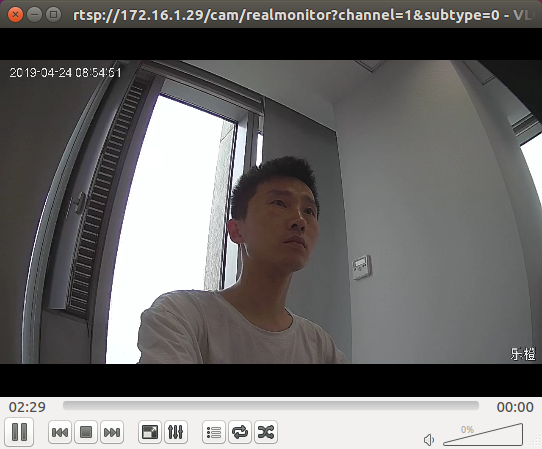 rtsp://172.16.1.29/cam/realmonitor?channel=1&subtype=0 - VL
2019-04-24 08:54:51
乐橙
02:29
00:00
0%